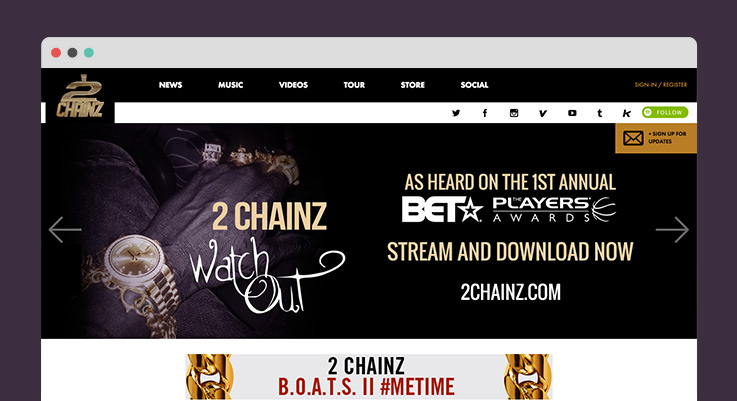 2
CHAINZ
NEWS MUSIC VIDEOS TOUR STORE SOCIAL
SIGN-IN / REGISTER
FOLLOW
• SIGN UP FOR
UPDATES
2 CHAINZ
Watch
Out
AS HEARD ON THE 1ST ANNUAL
BET THE PLAYERS'
AWARDS
STREAM AND DOWNLOAD NOW
2CHAINZ.COM
2 CHAINZ
B.O.A.T.S. II #METIME